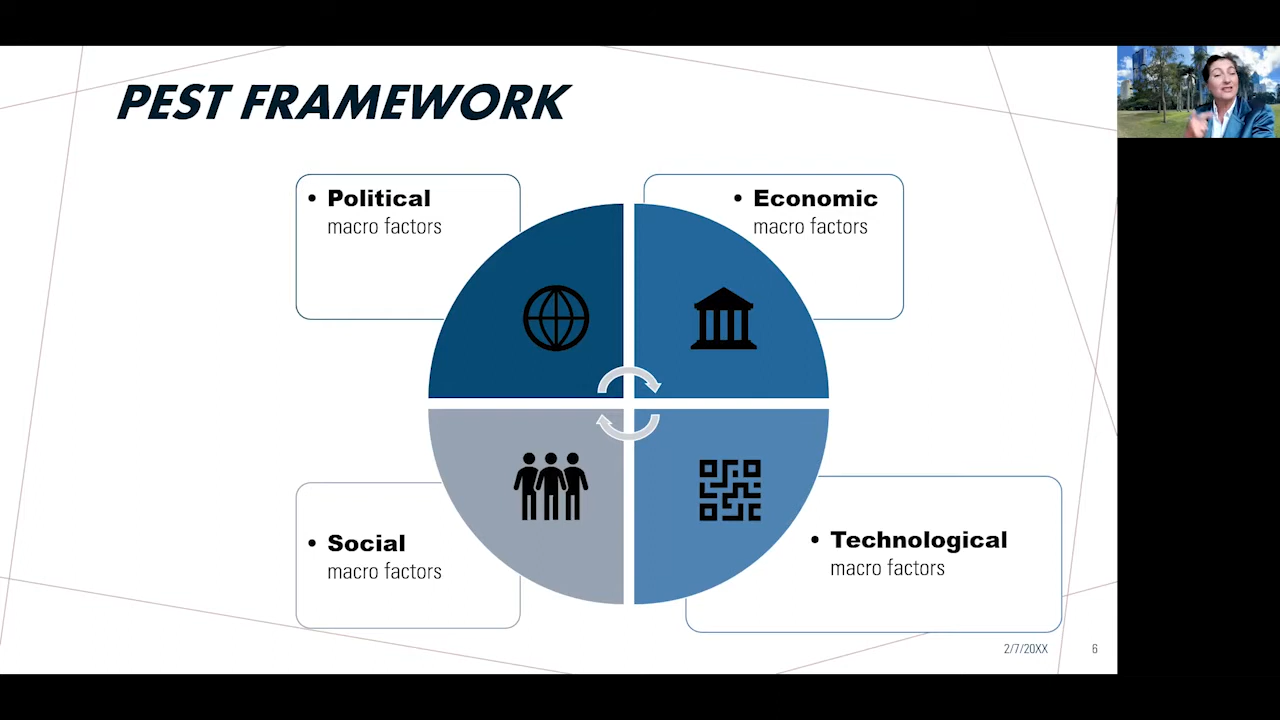 PEST FRAMEWORK
• Political
macro factors
• Economic
macro factors
• Social
macro factors
• Technological
macro factors
2/7/20XX
6